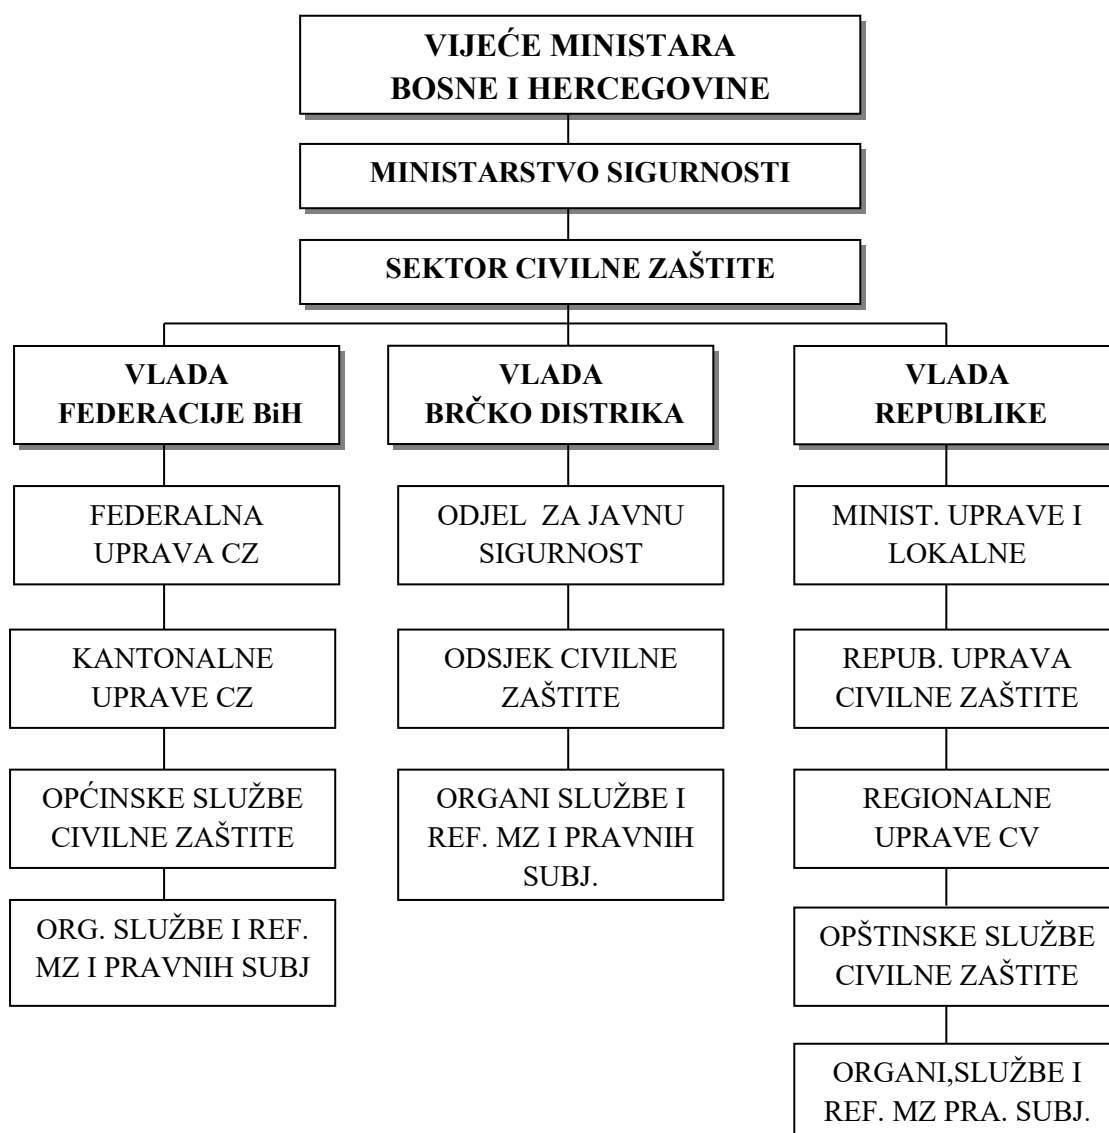 VIJEĆE MINISTARA
BOSNE I HERCEGOVINE
MINISTARSTVO SIGURNOSTI
SEKTOR CIVILNE ZAŠTITE
VLADA
FEDERACIJE BiH
VLADA
BRČKO DISTRIKA
VLADA
REPUBLIKE
FEDERALNA
UPRAVA CZ
ODJEL ZA JAVNU
SIGURNOST
MINIST. UPRAVE I
LOKALNE
KANTONALNE
UPRAVE CZ
ODSJEK CIVILNE
ZAŠTITE
REPUB. UPRAVA
CIVILNE ZAŠTITE
OPĆINSKE SLUŽBE
CIVILNE ZAŠTITE
ORGANI SLUŽBE I
REF. MZ I PRAVNIH
SUBJ.
REGIONALNE
UPRAVE CV
ORG. SLUŽBE I REF.
MZ I PRAVNIH SUBJ
OPŠTINSKE SLUŽBE
CIVILNE ZAŠTITE
ORGANI,SLUŽBE I
REF. MZ PRA. SUBJ.